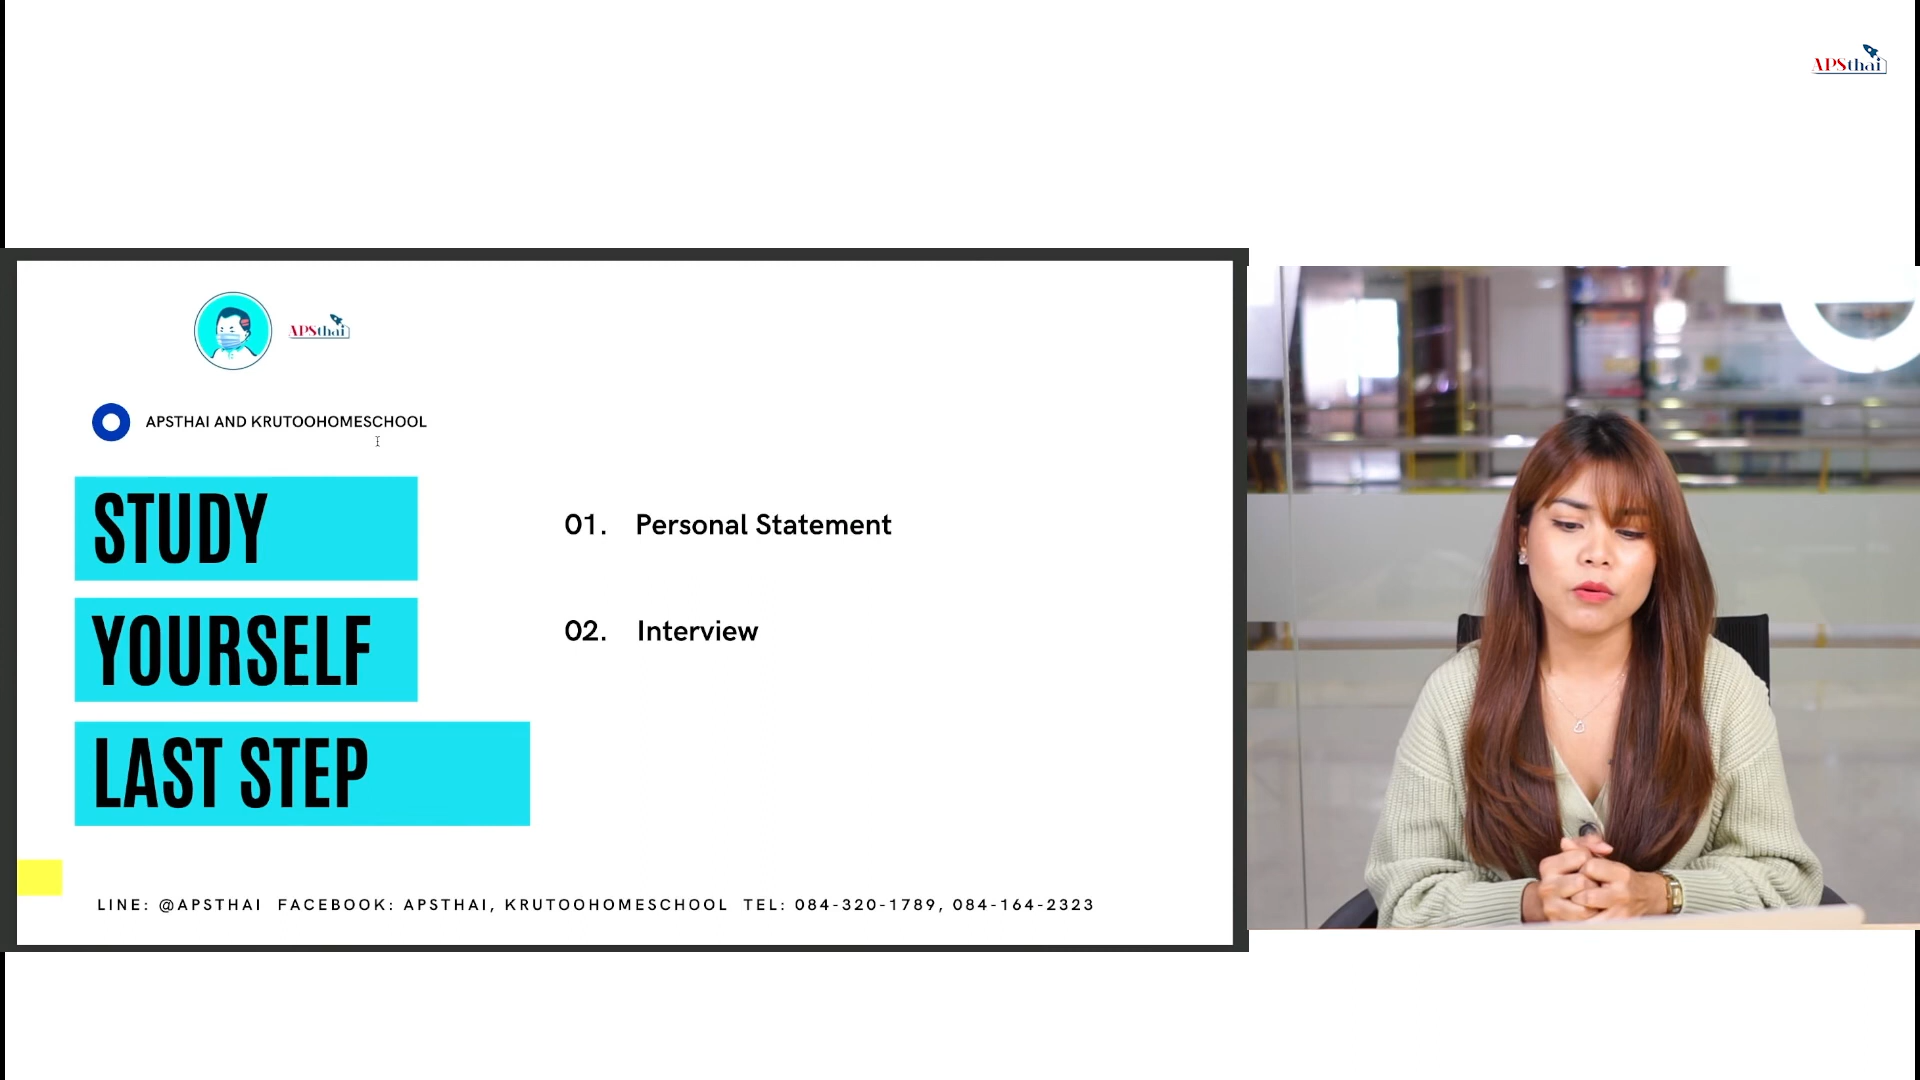 APSthai
APSthai
APSTHAI AND KRUTOOHOMESCHOOL
STUDY
YOURSELF
LAST STEP
01. Personal Statement
02. Interview
LINE: @APSTHAI FACEBOOK: APSTHAI, KRUTOOHOMESCHOOL TEL: 084-320-1789, 084-164-2323